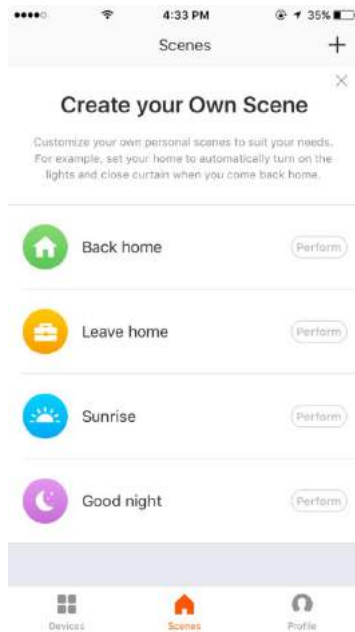 4:33 PM
35%
Scenes
Create your Own Scene
Customize your own personal scenes to suit your needs.
For example, set your home to automatically turn on the
lights and close curtain when you come back home.
Back home
Perform
Leave home
Perform
Sunrise
Perform
Good night
Perform
Devices
Scenes
Profile